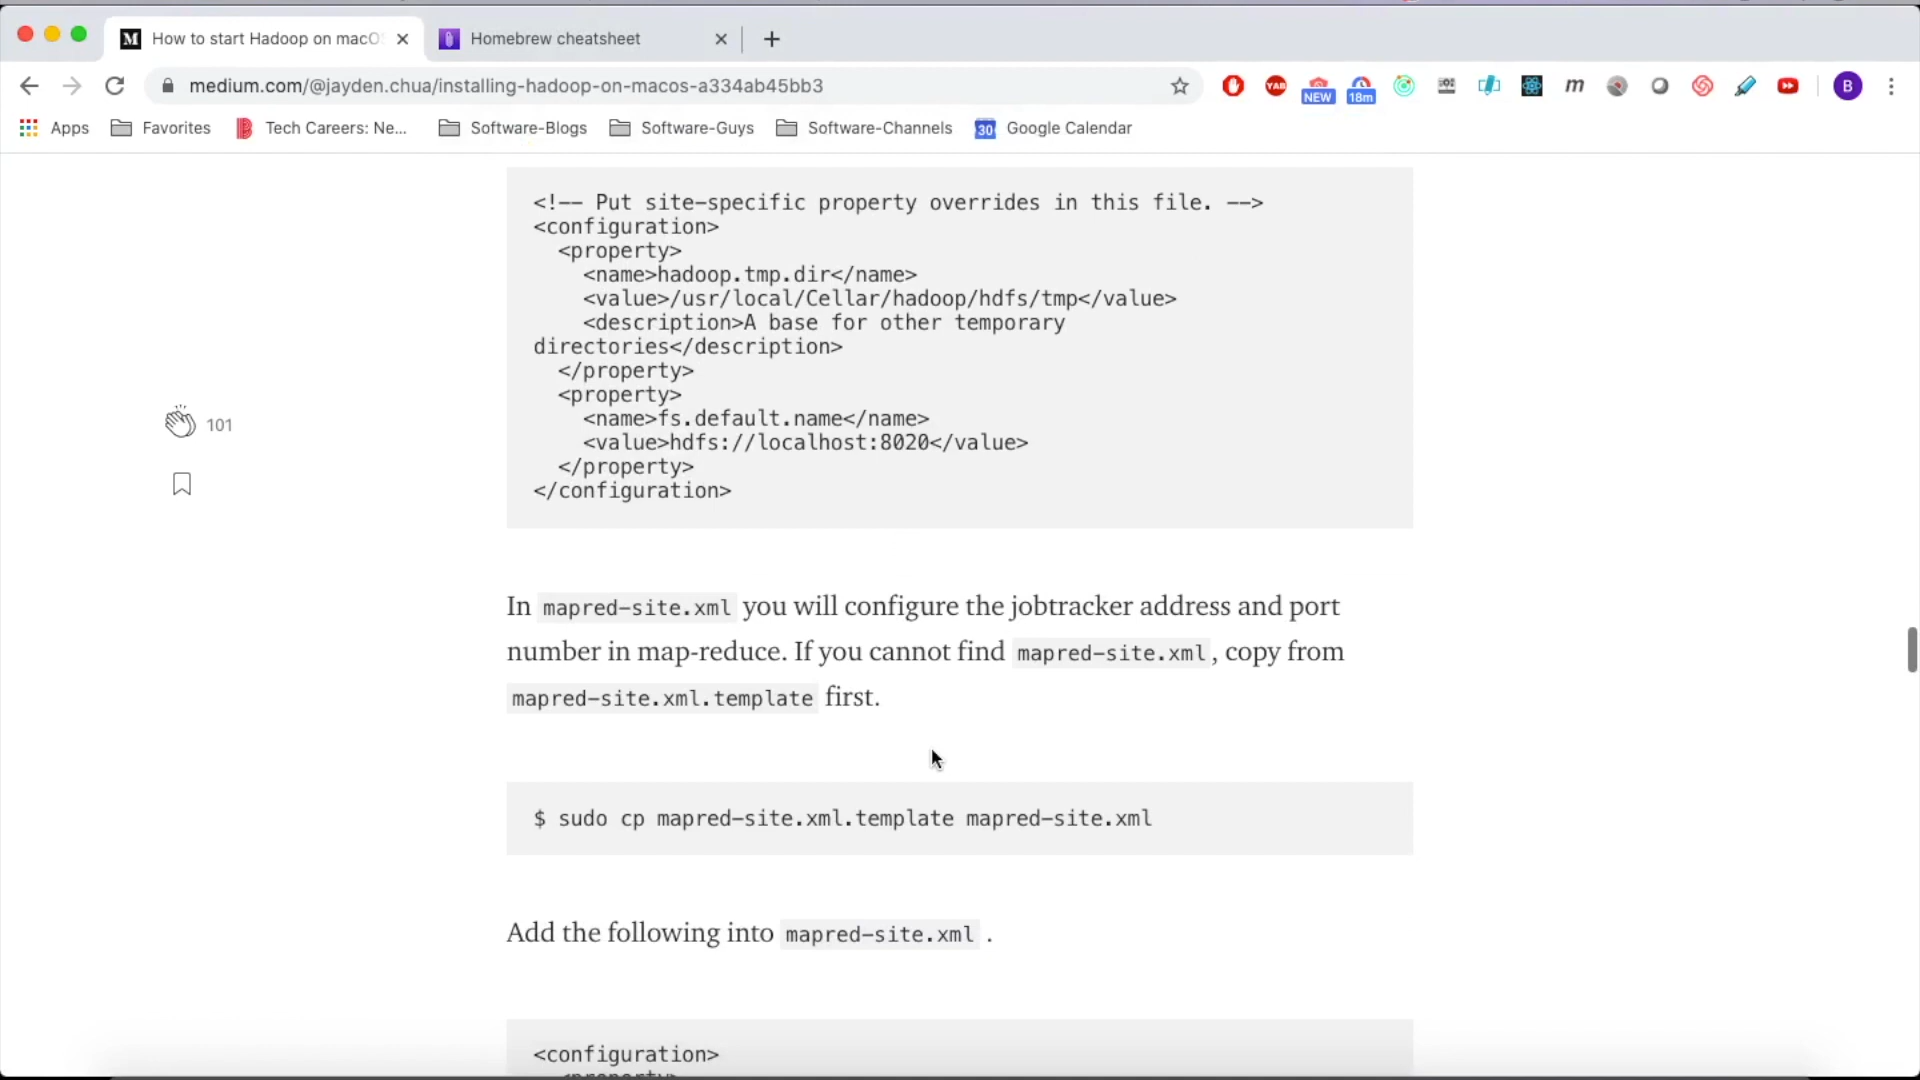 How to start Hadoop on macO
Homebrew cheatsheet
medium.com/@jayden.chua/installing-hadoop-on-macos-a334ab45bb3
YAB
NEW
18m
m
B
Apps
Favorites
Tech Careers: Ne...
Software-Blogs
Software-Guys
Software-Channels
30
Google Calendar
<!-- Put site-specific property overrides in this file. -->
<configuration>
<property>
<name>hadoop.tmp.dir</name>
<value>/usr/local/Cellar/hadoop/hdfs/tmp</value>
<description>A base for other temporary
directories</description>
</property>
<property>
<name>fs.default.name</name>
<value>hdfs://localhost:8020</value>
</property>
</configuration>
101
In mapred-site.xml you will configure the jobtracker address and port
number in map-reduce. If you cannot find mapred-site.xml, copy from
mapred-site.xml.template first.
$ sudo cp mapred-site.xml.template mapred-site.xml
Add the following into mapred-site.xml .
<configuration>